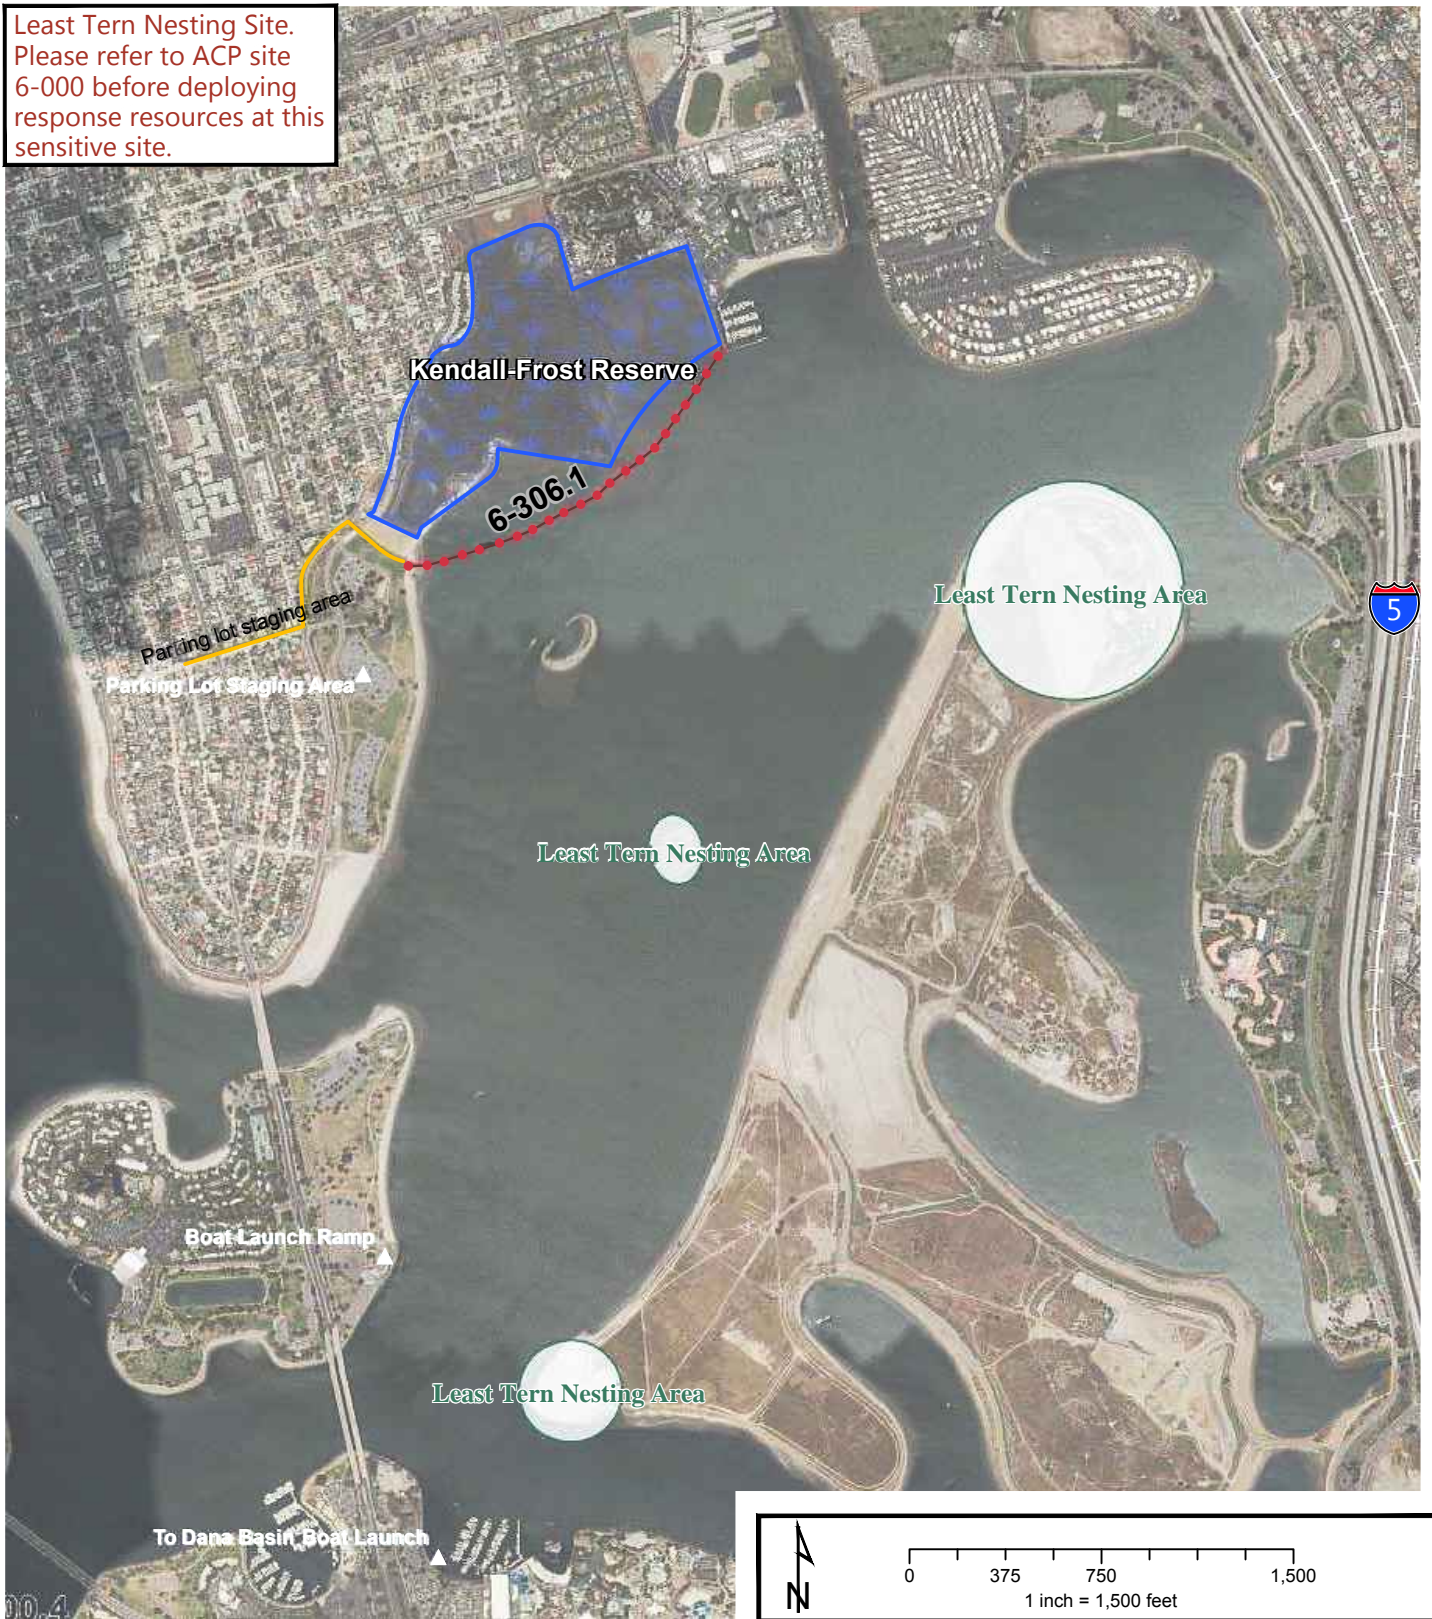 Least Tern Nesting Site.
Please refer to ACP site
6-000 before deploying
response resources at this
sensitive site.
Kendall-Frost Reserve
6-306.1
Least Tern Nesting Area
5
Parking lot staging area
Parking Lot Staging Area
Least Tern Nesting Area
Boat Launch Ramp
Least Tern Nesting Area
To Dana Basin Boat Launch
00.4
N
0 375 750 1,500
1 inch = 1,500 feet